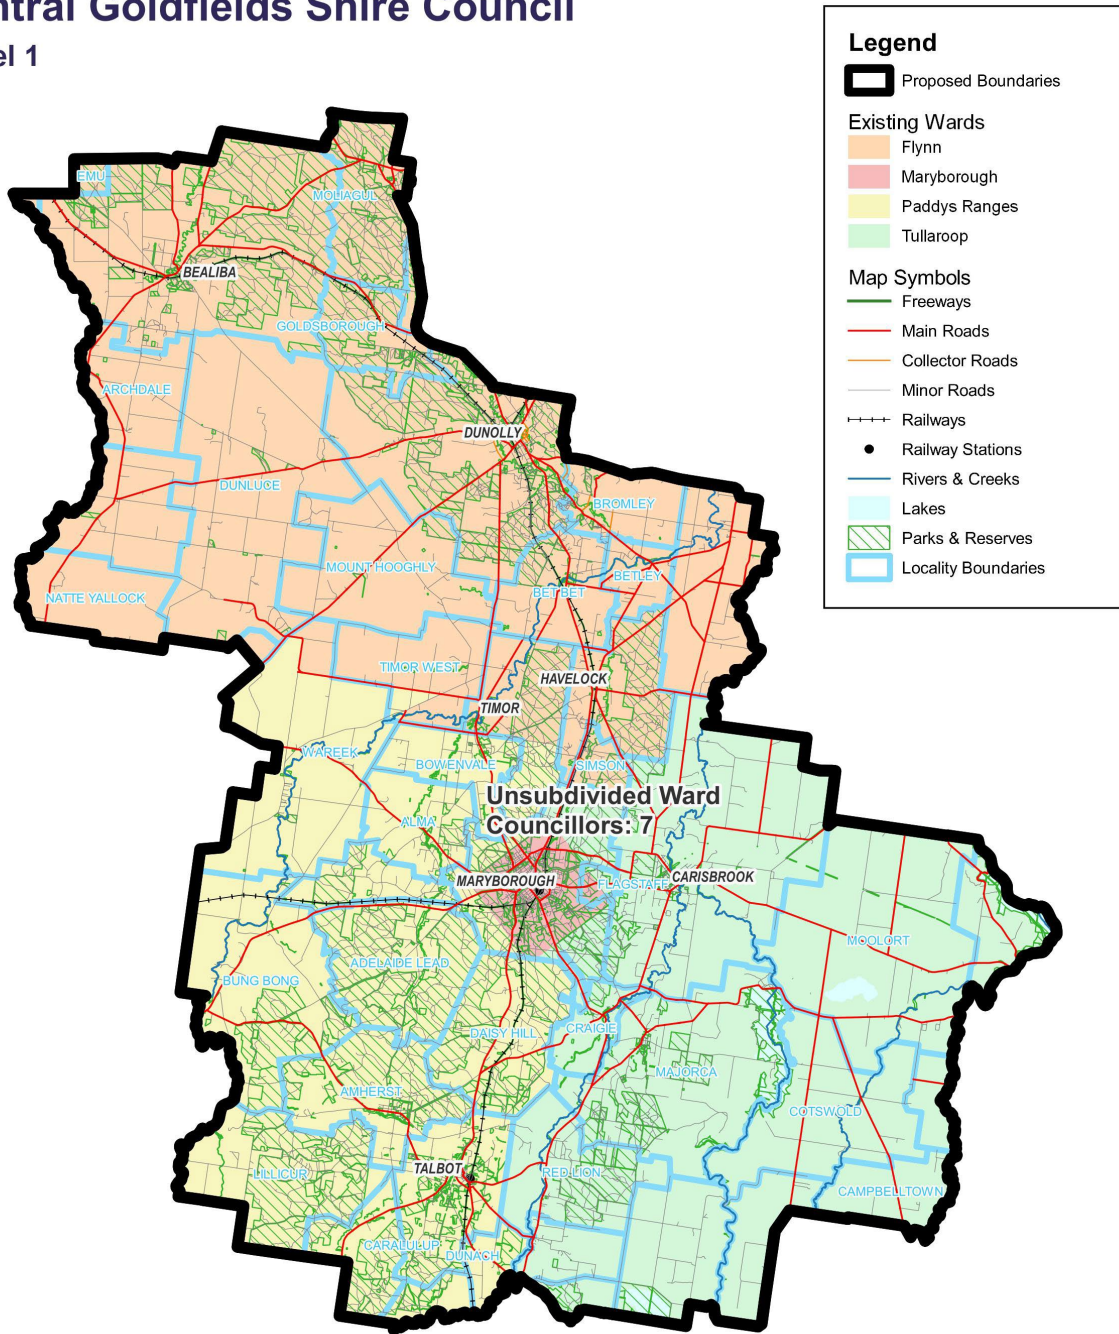 ntral Goldfields Shire Council
el 1
Legend
Proposed Boundaries
Existing Wards
Flynn
Maryborough
Paddys Ranges
Tullaroop
Map Symbols
Freeways
Main Roads
Collector Roads
Minor Roads
Railways
Railway Stations
Rivers & Creeks
Lakes
Parks & Reserves
Locality Boundaries
EMU
MOLIAGUL
BEALIBA
GOLDSBOROUGH
ARCHDALE
DUNOLLY
DUNLUCE
BROMLEY
MOUNT HOOGHLY
BETLEY
BET BET
NATTE YALLOCK
TIMOR WEST
HAVELOCK
TIMOR
WAREEK
BOWENVALE
SIMSON
Unsubdivided Ward
Councillors: 7
ALMA
MARYBOROUGH
FLAGSTAFF
CARISBROOK
MOOLORT
ADELAIDE LEAD
BUNG BONG
DAISY HILL
CRAIGIE
MAJORCA
AMHERST
COTSWOLD
TALBOT
LILLICUR
RED LION
CAMPBELLTOWN
CARALULUP
DUNACH